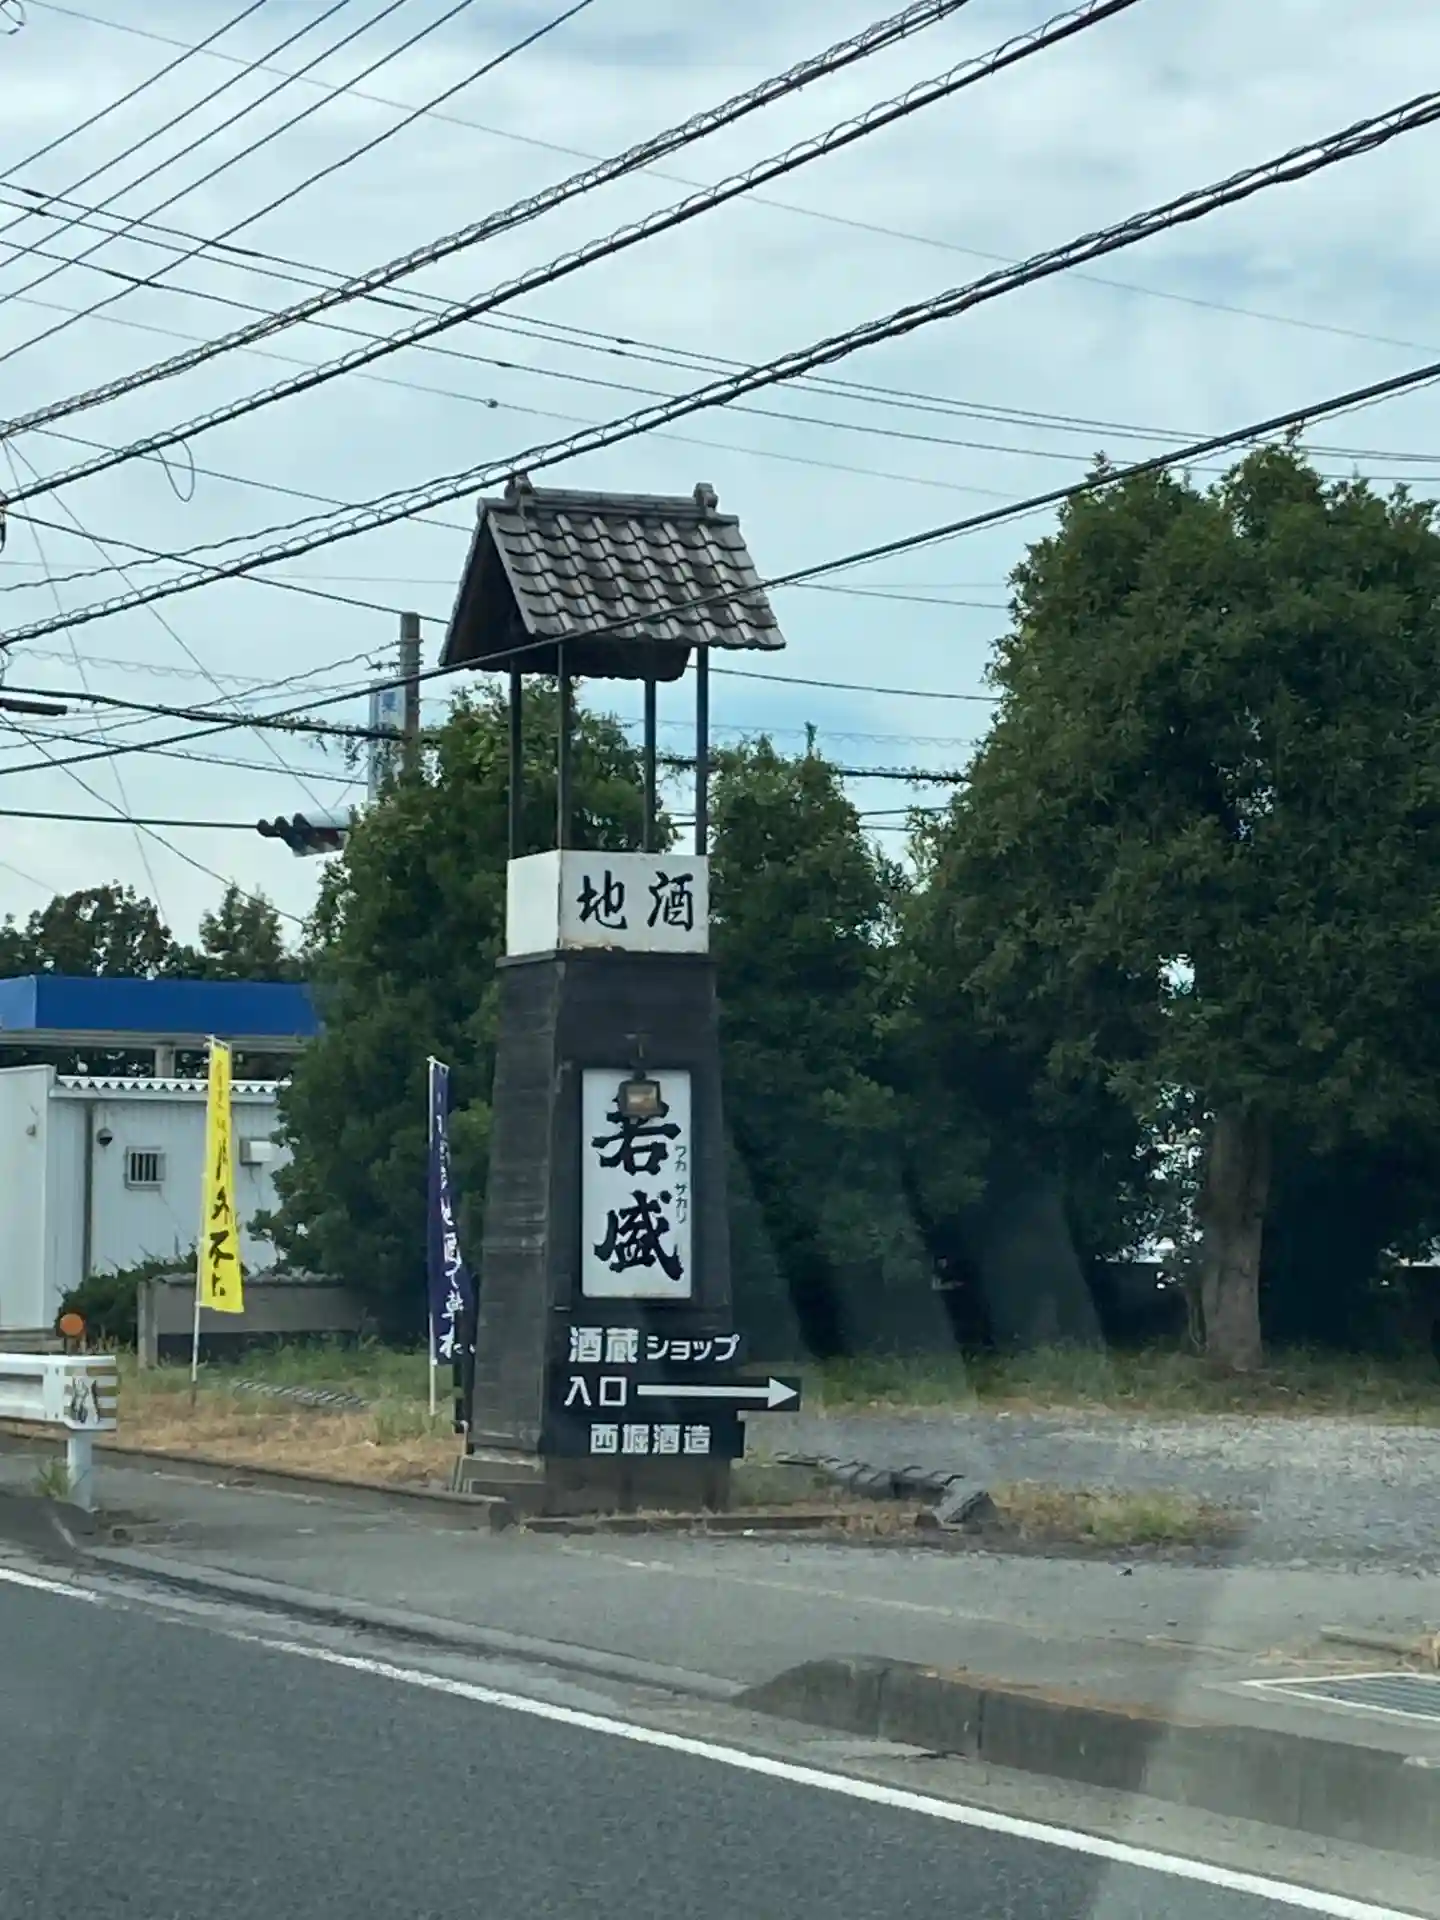 地酒
若盛
ワカ ザカリ
酒蔵ショップ
入口
西堀酒造